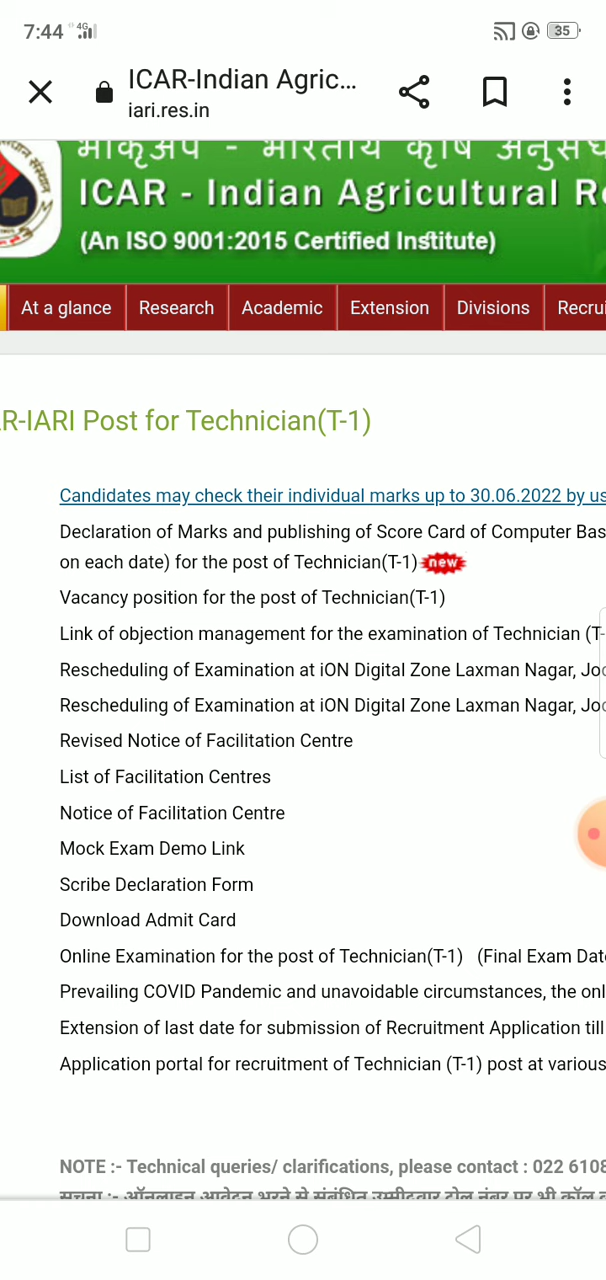 7:44 4G 35
ICAR-Indian Agric...
iari.res.in
ICAR - Indian Agricultural R
(An ISO 9001:2015 Certified Institute)
At a glance Research Academic Extension Divisions Recrui
R-IARI Post for Technician(T-1)
Candidates may check their individual marks up to 30.06.2022 by us
Declaration of Marks and publishing of Score Card of Computer Bas
on each date) for the post of Technician(T-1) new
Vacancy position for the post of Technician(T-1)
Link of objection management for the examination of Technician (T-
Rescheduling of Examination at iON Digital Zone Laxman Nagar, Jo
Rescheduling of Examination at iON Digital Zone Laxman Nagar, Jo
Revised Notice of Facilitation Centre
List of Facilitation Centres
Notice of Facilitation Centre
Mock Exam Demo Link
Scribe Declaration Form
Download Admit Card
Online Examination for the post of Technician(T-1) (Final Exam Dat
Prevailing COVID Pandemic and unavoidable circumstances, the onl
Extension of last date for submission of Recruitment Application till
Application portal for recruitment of Technician (T-1) post at various
NOTE :- Technical queries/ clarifications, please contact : 022 6108